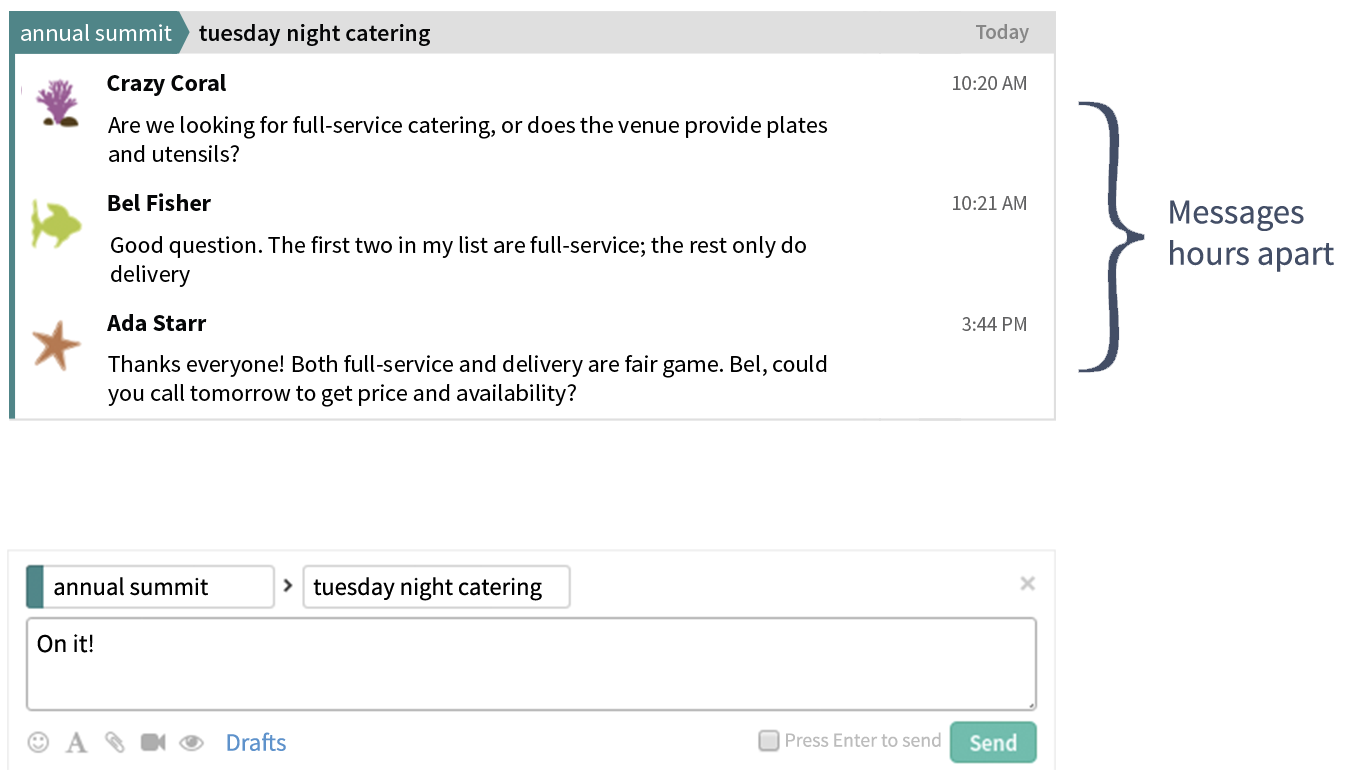 annual summit tuesday night catering Today
Crazy Coral 10:20 AM
Are we looking for full-service catering, or does the venue provide plates
and utensils?
Bel Fisher 10:21 AM
Good question. The first two in my list are full-service; the rest only do
delivery
Ada Starr 3:44 PM
Thanks everyone! Both full-service and delivery are fair game. Bel, could
you call tomorrow to get price and availability?
Messages
hours apart
annual summit > tuesday night catering ×
On it!
Drafts Press Enter to send Send